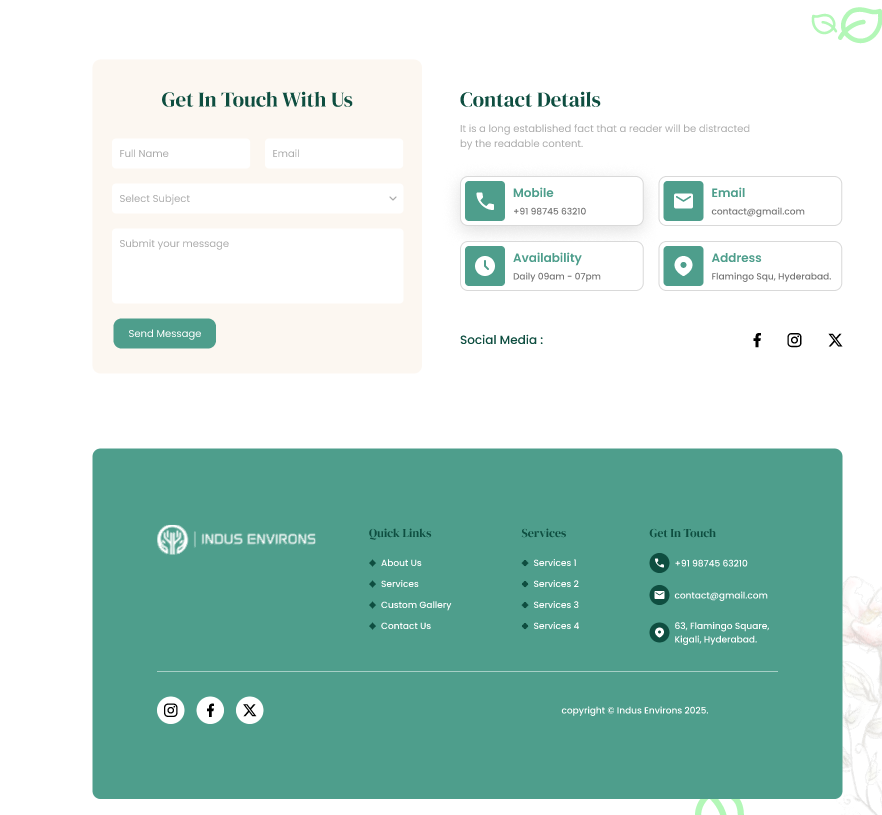 Get In Touch With Us
Full Name
Email
Select Subject
Submit your message
Send Message
Contact Details
It is a long established fact that a reader will be distracted
by the readable content.
Mobile
+91 98745 63210
Email
contact@gmail.com
Availability
Daily 09am - 07pm
Address
Flamingo Squ, Hyderabad.
Social Media :
INDUS ENVIRONS
Quick Links
About Us
Services
Custom Gallery
Contact Us
Services
Services 1
Services 2
Services 3
Services 4
Get In Touch
+91 98745 63210
contact@gmail.com
63, Flamingo Square,
Kigali, Hyderabad.
copyright © Indus Environs 2025.